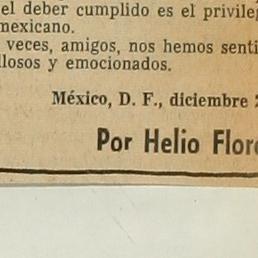 el deber cumplido es el privile
mexicano.
veces, amigos, nos hemos senti
llosos y emocionados.
México, D. F., diciembre 2
Por Helio Flor